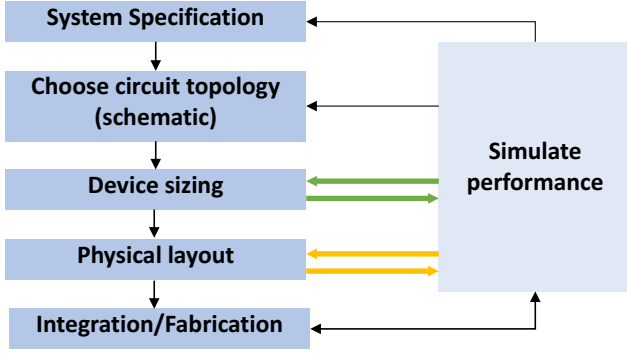 System Specification
Choose circuit topology
(schematic)
Simulate
performance
Device sizing
Physical layout
Integration/Fabrication